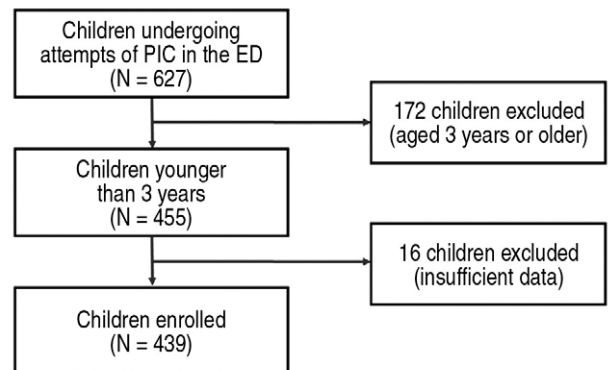 Children undergoing
attempts of PIC in the ED
(N = 627)
172 children excluded
(aged 3 years or older)
Children younger
than 3 years
(N = 455)
16 children excluded
(insufficient data)
Children enrolled
(N = 439)